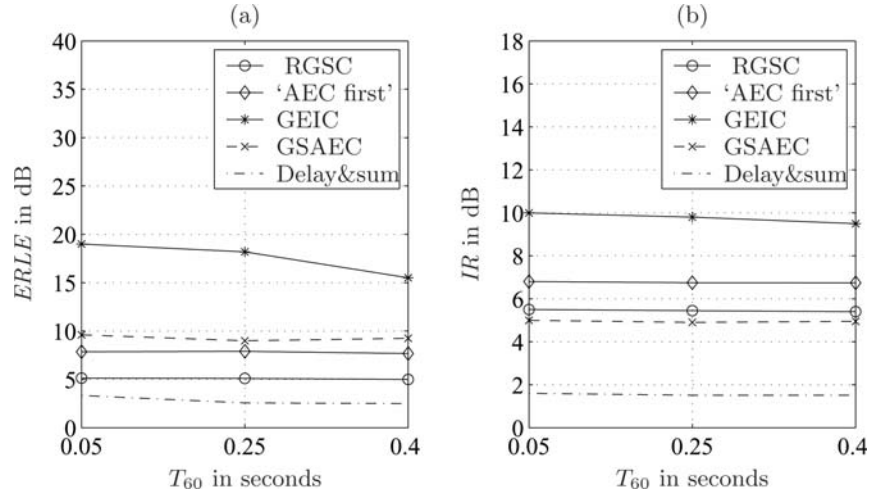 (a)
40
35
30
25
20
15
10
5
0
ERLE in dB
RGSC
‘AEC first’
GEIC
GSAEC
Delay&sum
0.05
0.25
0.4
T60 in seconds
(b)
18
16
14
12
10
8
6
4
2
0
IR in dB
RGSC
‘AEC first’
GEIC
GSAEC
Delay&sum
0.05
0.25
0.4
T60 in seconds